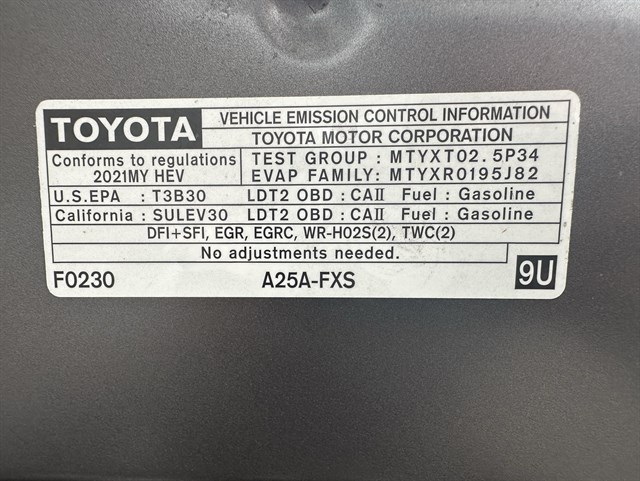 TOYOTA
VEHICLE EMISSION CONTROL INFORMATION
TOYOTA MOTOR CORPORATION
Conforms to regulations
2021MY HEV
TEST GROUP : MTYXT02.5P34
EVAP FAMILY: MTYXR0195J82
U.S.EPA : T3B30 LDT2 OBD : CAII Fuel : Gasoline
California : SULEV30 LDT2 OBD : CAII Fuel : Gasoline
DFI+SFI, EGR, EGRC, WR-HO2S(2), TWC(2)
No adjustments needed.
F0230 A25A-FXS 9U